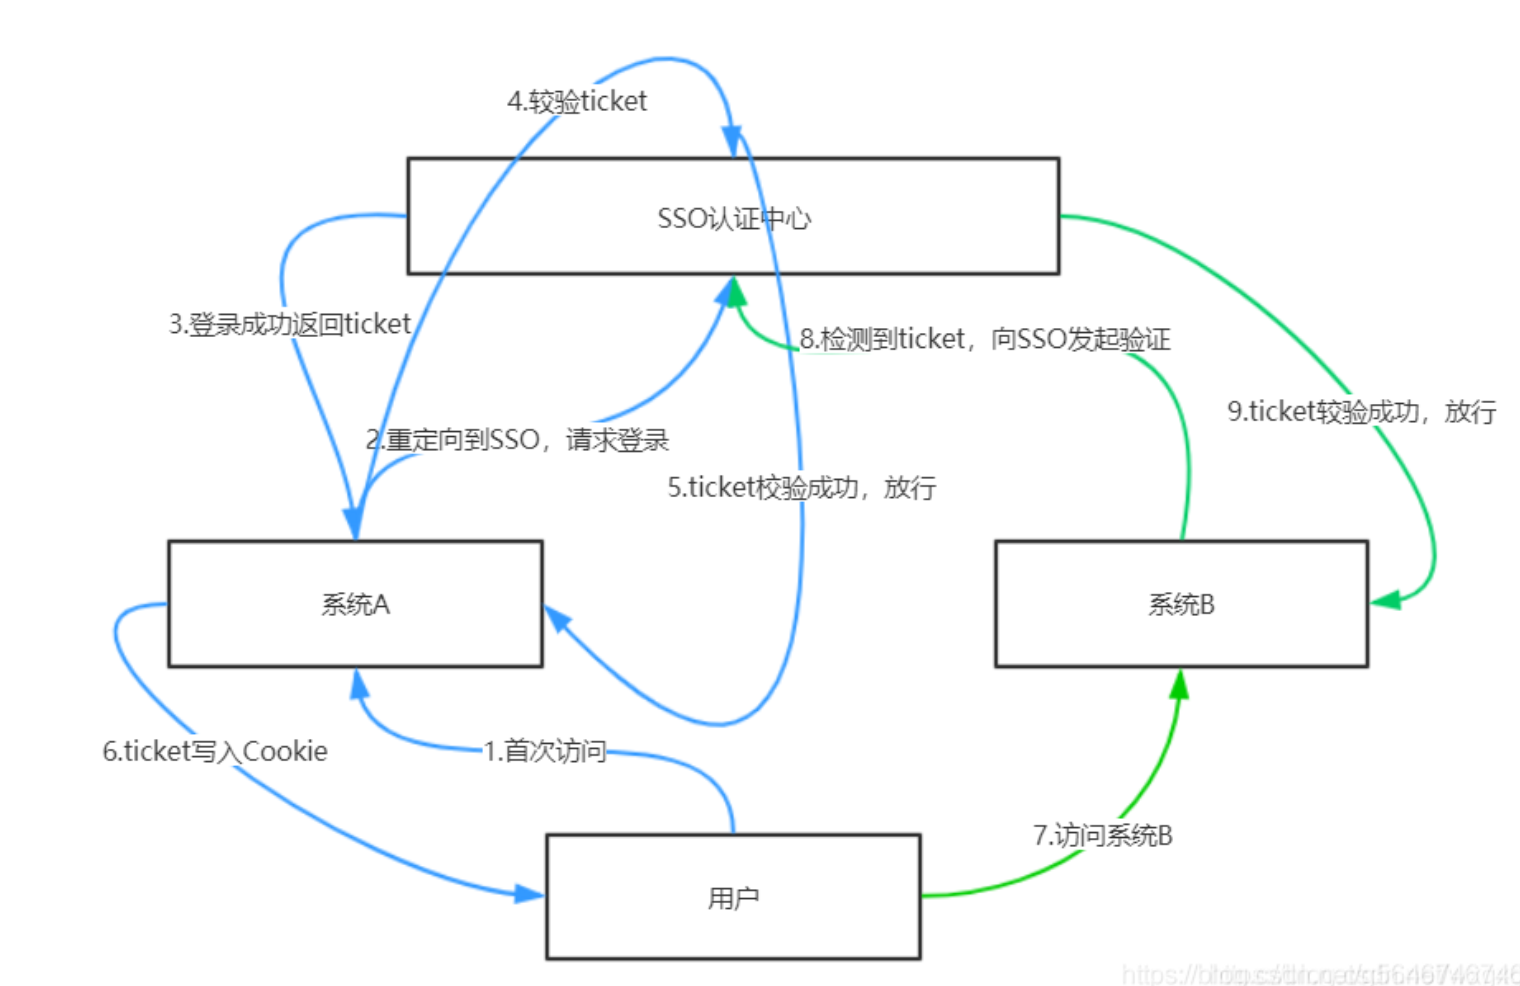 4.较验ticket
SSO认证中心
3.登录成功返回ticket
8.检测到ticket，向SSO发起验证
9.ticket较验成功，放行
2.重定向到SSO，请求登录
5.ticket校验成功，放行
系统A
系统B
6.ticket写入Cookie
1.首次访问
7.访问系统B
用户